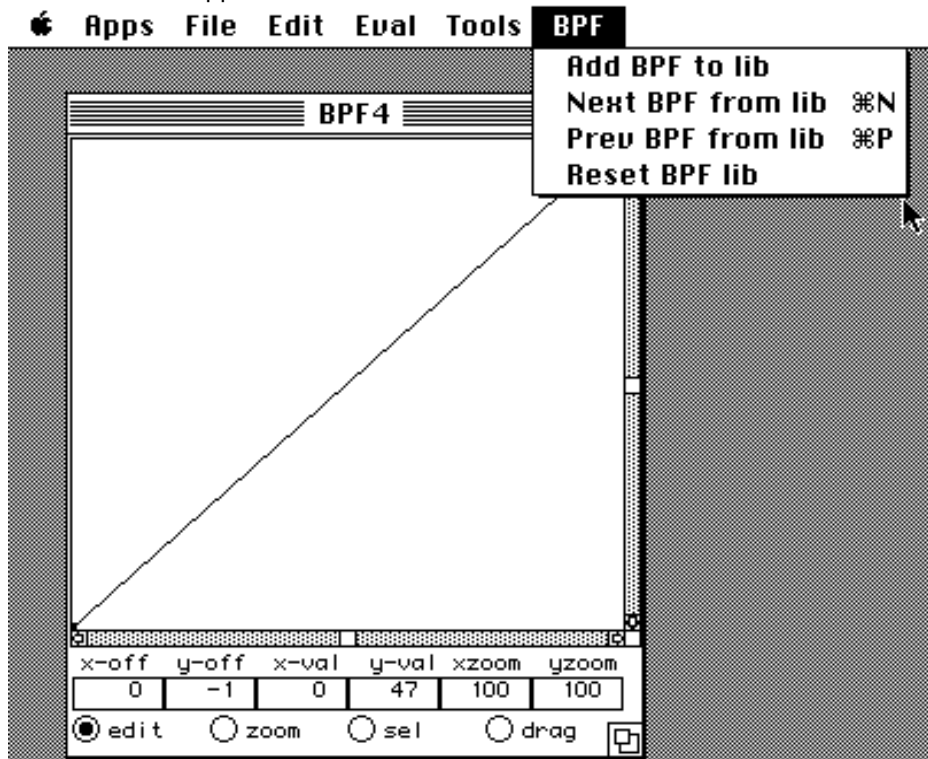 Apps File Edit Eval Tools BPF
Add BPF to lib
Next BPF from lib ⌘N
Prev BPF from lib ⌘P
Reset BPF lib
BPF4
x-off y-off x-val y-val xzoom yzoom
0 -1 0 47 100 100
edit zoom sel drag